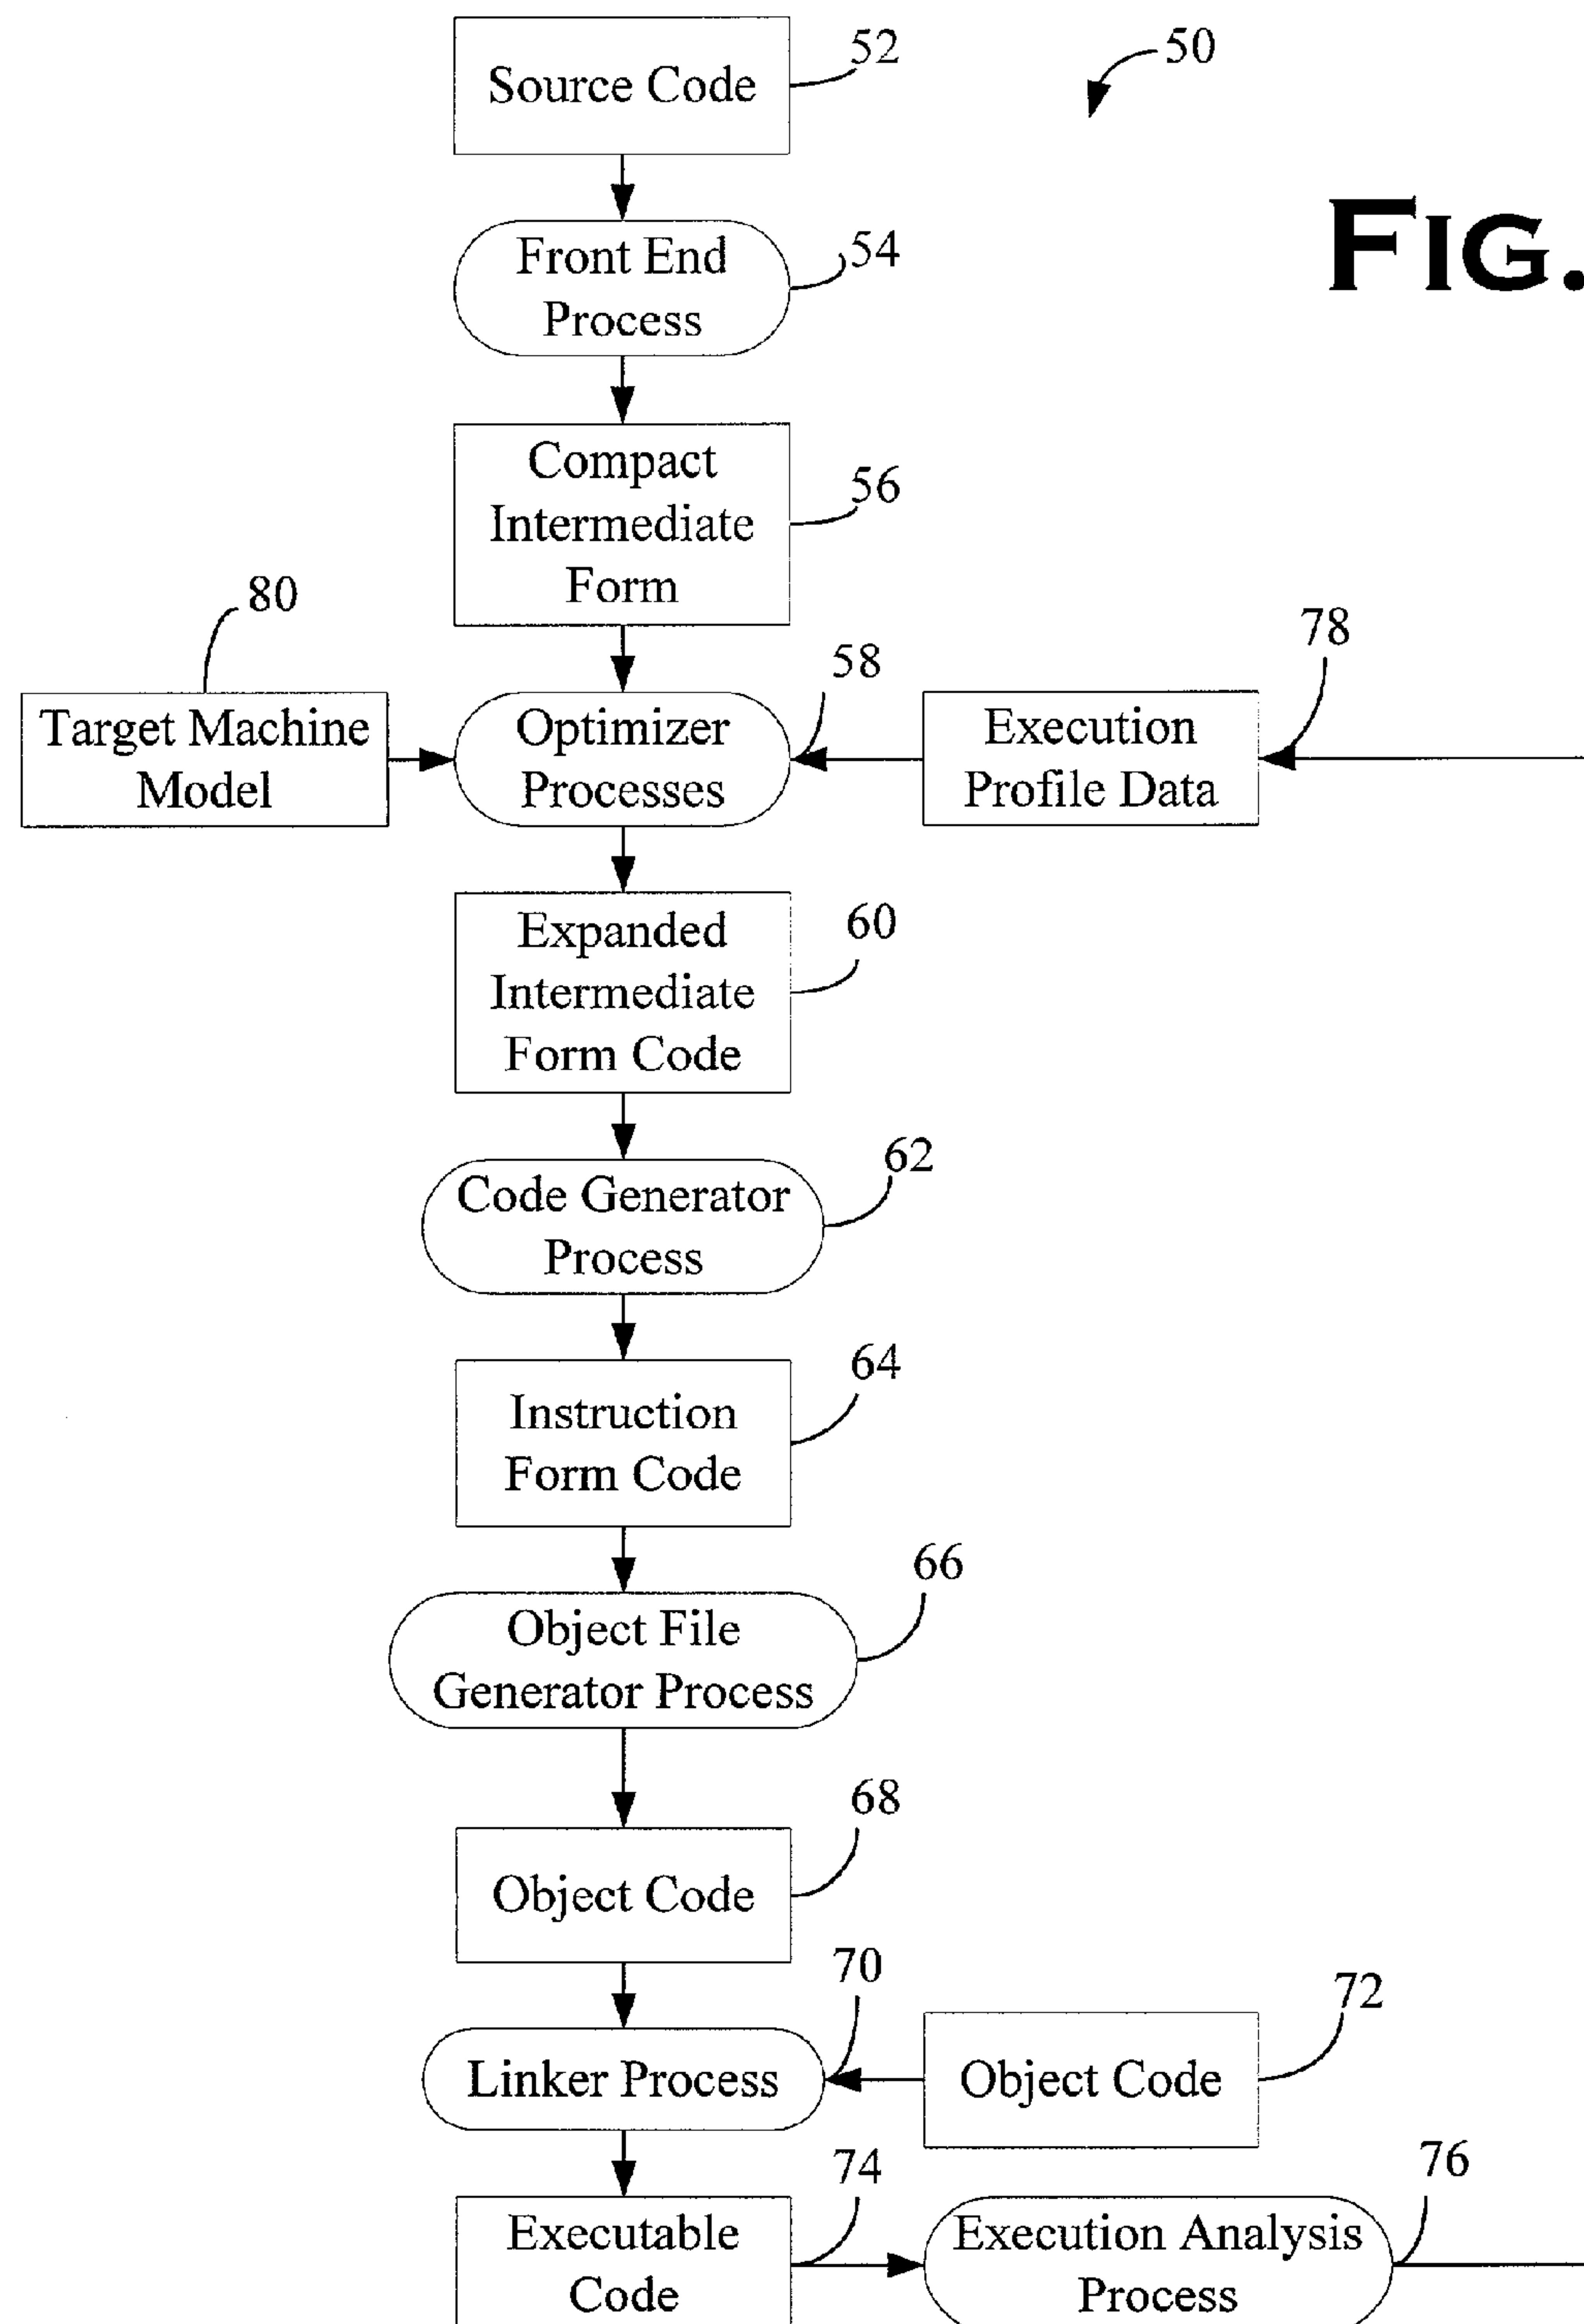 Source Code
52
50
FIG.
Front End
Process
54
Compact
Intermediate
Form
56
80
Target Machine
Model
Optimizer
Processes
58
Execution
Profile Data
78
Expanded
Intermediate
Form Code
60
Code Generator
Process
62
Instruction
Form Code
64
Object File
Generator Process
66
Object Code
68
Linker Process
70
Object Code
72
Executable
Code
74
Execution Analysis
Process
76